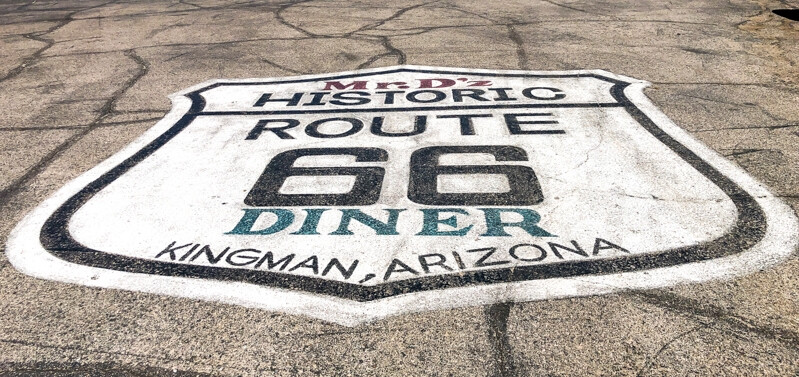 Mr. D'z
HISTORIC
ROUTE
66
DINER
KINGMAN, ARIZONA